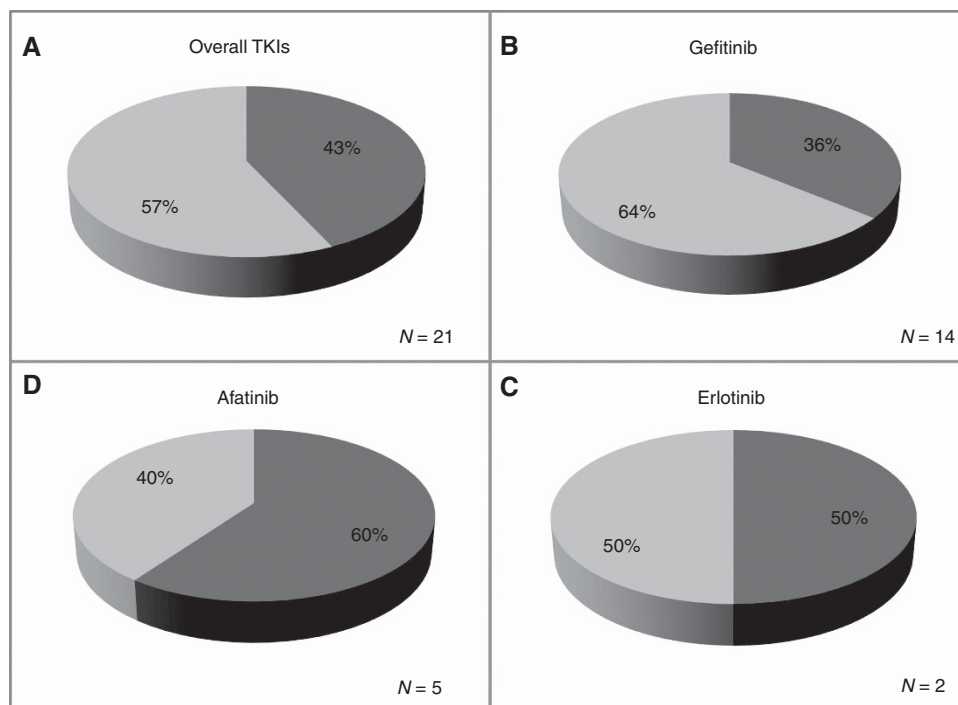 A
Overall TKIs
43%
57%
N = 21
B
Gefitinib
36%
64%
N = 14
D
Afatinib
40%
60%
N = 5
C
Erlotinib
50%
50%
N = 2